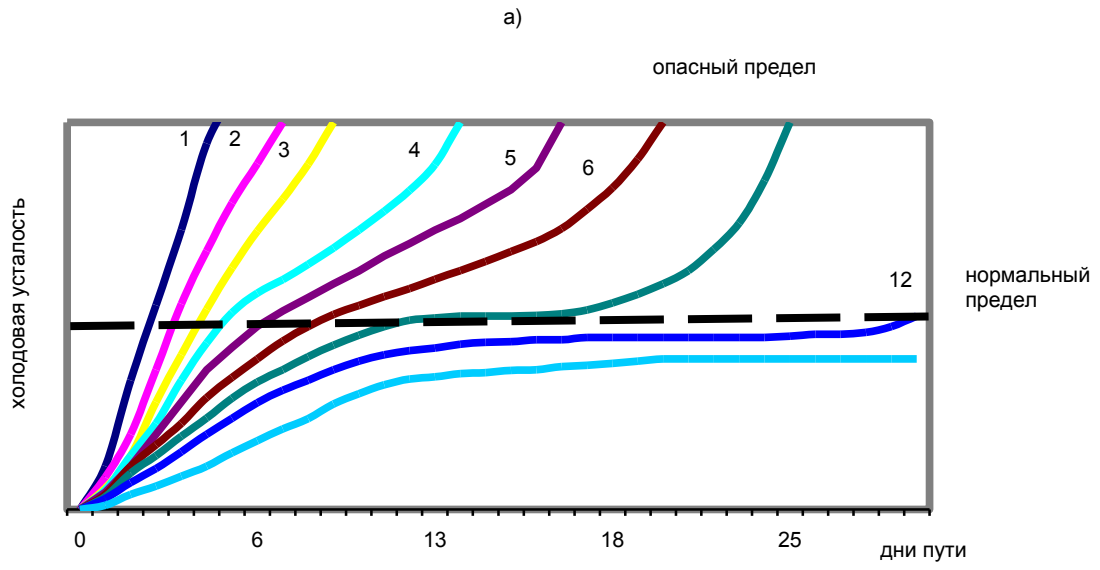 а)
опасный предел
1
2
3
4
5
6
12
холодовая усталость
нормальный
предел
0
6
13
18
25
дни пути